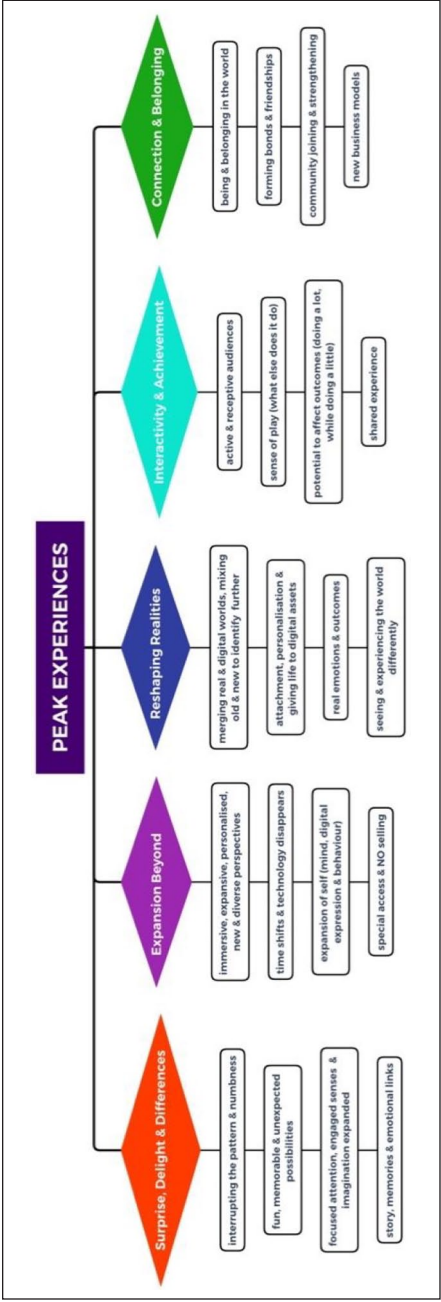 PEAK EXPERIENCES
Surprise, Delight & Differences
interrupting the pattern & numbness
fun, memorable & unexpected
possibilities
focused attention, engaged senses &
imagination expanded
story, memories & emotional links
Expansion Beyond
immersive, expansive, personalised,
new & diverse perspectives
time shifts & technology disappears
expansion of self (mind, digital
expression & behaviour)
special access & NO selling
Reshaping Realities
merging real & digital worlds, mixing
old & new to identify further
attachment, personalisation &
giving life to digital assets
real emotions & outcomes
seeing & experiencing the world
differently
Interactivity & Achievement
active & receptive audiences
sense of play (what else does it do)
potential to affect outcomes (doing a lot,
while doing a little)
shared experience
Connection & Belonging
being & belonging in the world
forming bonds & friendships
community joining & strengthening
new business models